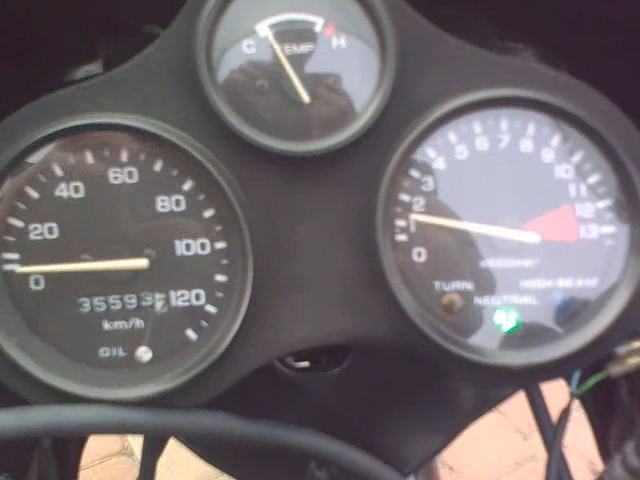 C TEMP H
0 20 40 60 80 100 120
35593
km/h
OIL
0 1 2 3 4 5 6 7 8 9 10 11 12 13
TURN HIGH BEAM
NEUTRAL